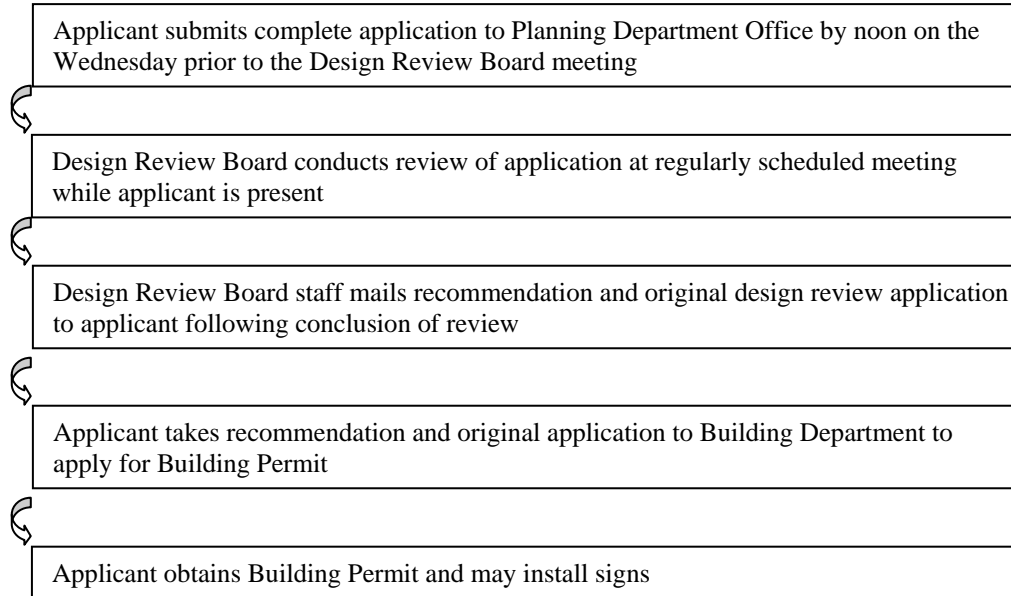 Applicant submits complete application to Planning Department Office by noon on the
Wednesday prior to the Design Review Board meeting
Design Review Board conducts review of application at regularly scheduled meeting
while applicant is present
Design Review Board staff mails recommendation and original design review application
to applicant following conclusion of review
Applicant takes recommendation and original application to Building Department to
apply for Building Permit
Applicant obtains Building Permit and may install signs